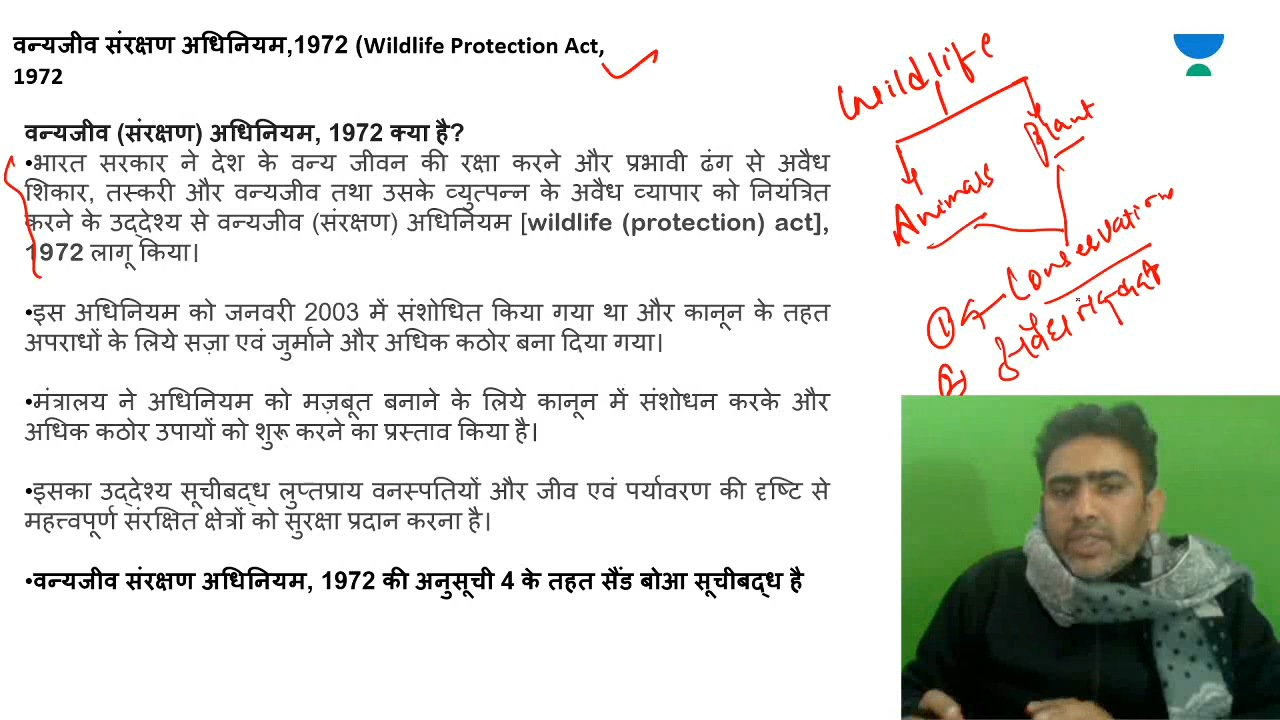 वन्यजीव संरक्षण अधिनियम,1972 (Wildlife Protection Act,
1972
वन्यजीव (संरक्षण) अधिनियम, 1972 क्या है?
•भारत सरकार ने देश के वन्य जीवन की रक्षा करने और प्रभावी ढंग से अवैध
शिकार, तस्करी और वन्यजीव तथा उसके व्युत्पन्न के अवैध व्यापार को नियंत्रित
करने के उद्देश्य से वन्यजीव (संरक्षण) अधिनियम [wildlife (protection) act],
1972 लागू किया।
•इस अधिनियम को जनवरी 2003 में संशोधित किया गया था और कानून के तहत
अपराधों के लिये सज़ा एवं जुर्माने और अधिक कठोर बना दिया गया।
•मंत्रालय ने अधिनियम को मज़बूत बनाने के लिये कानून में संशोधन करके और
अधिक कठोर उपायों को शुरू करने का प्रस्ताव किया है।
•इसका उद्देश्य सूचीबद्ध लुप्तप्राय वनस्पतियों और जीव एवं पर्यावरण की दृष्टि से
महत्त्वपूर्ण संरक्षित क्षेत्रों को सुरक्षा प्रदान करना है।
•वन्यजीव संरक्षण अधिनियम, 1972 की अनुसूची 4 के तहत सैंड बोआ सूचीबद्ध है
Wildlife
Plant
Animals
① Conservation
② अवैध